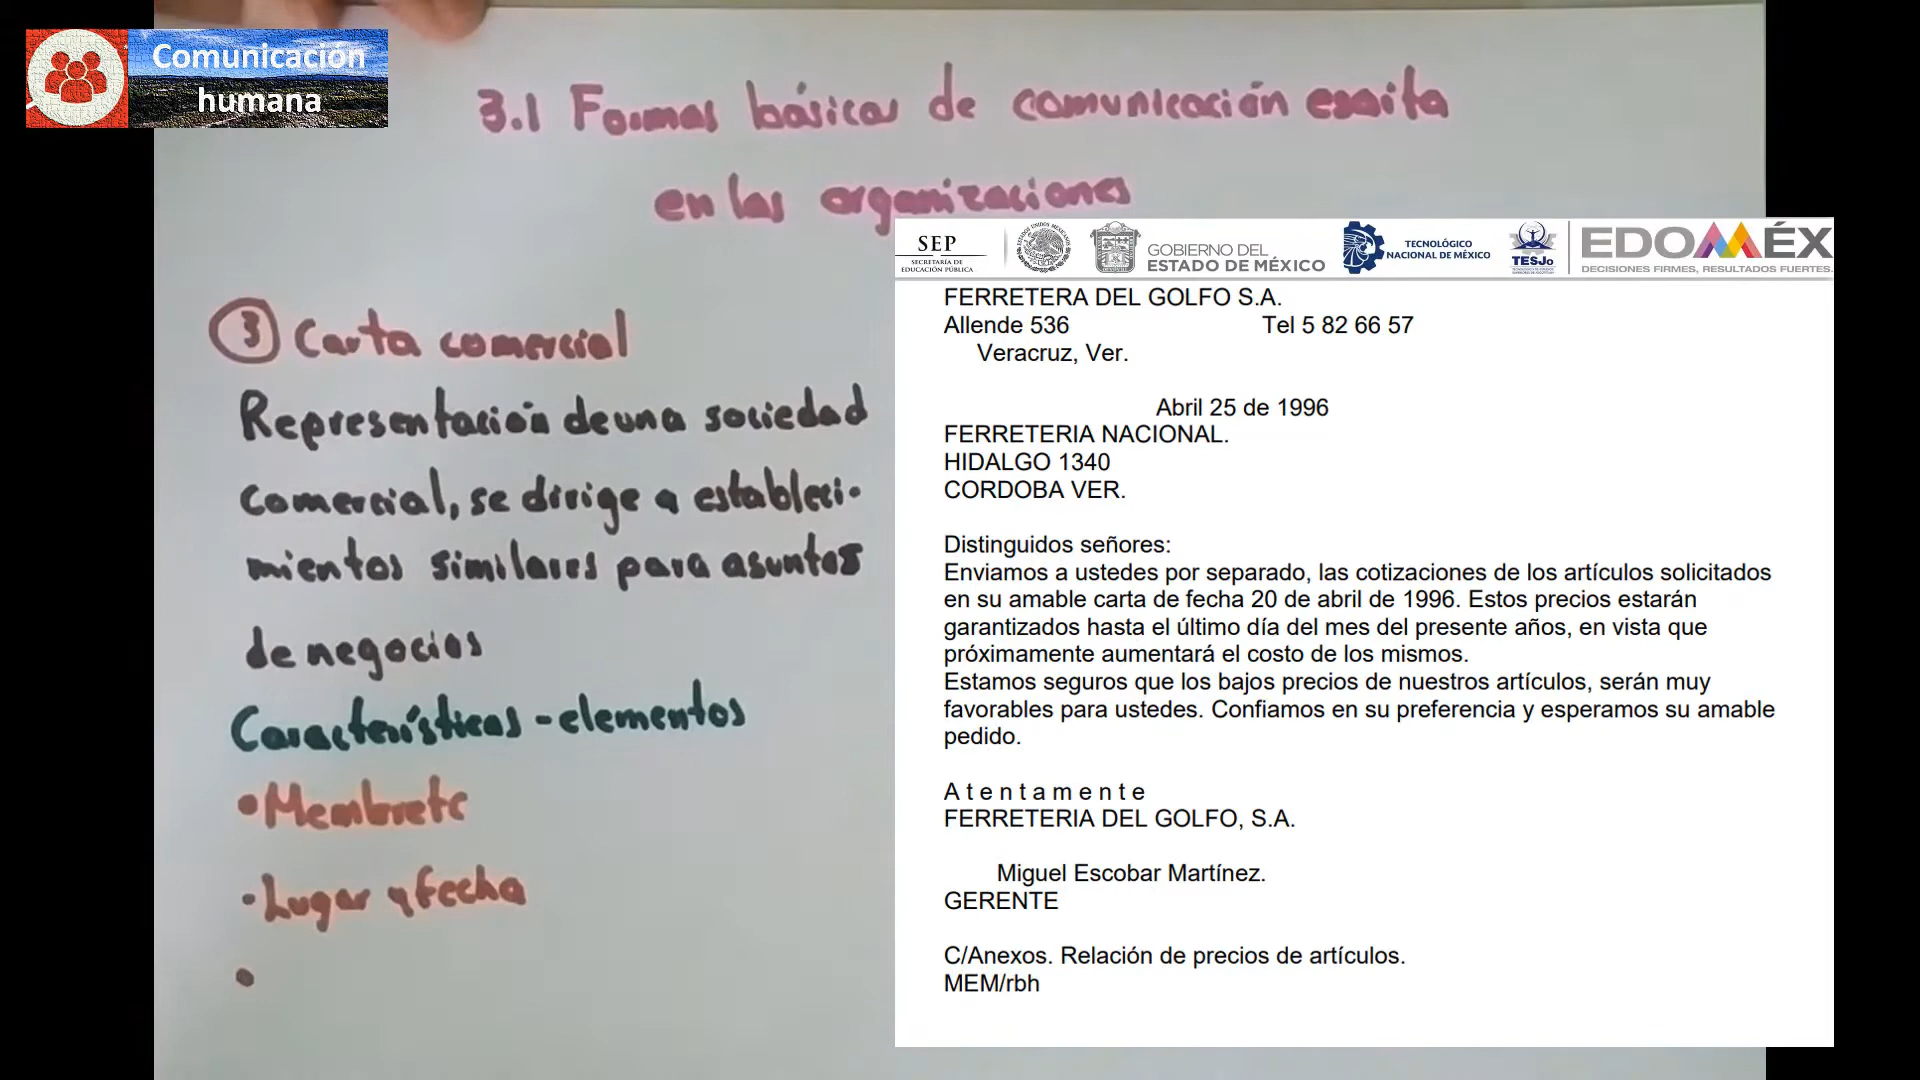 Comunicación
humana
3.1 Formas básicas de comunicación escrita
en las organizaciones
3 Carta comercial
Representación de una sociedad
comercial, se dirige a estableci-
mientos similares para asuntos
de negocios
Características - elementos
• Membrete
• Lugar y fecha
•
SEP
SECRETARÍA DE
EDUCACIÓN PÚBLICA
ESTADOS UNIDOS MEXICANOS
GOBIERNO DEL
ESTADO DE MÉXICO
TECNOLÓGICO
NACIONAL DE MÉXICO
TESJo
EDOMÉX
DECISIONES FIRMES, RESULTADOS FUERTES.
FERRETERA DEL GOLFO S.A.
Allende 536 Tel 5 82 66 57
Veracruz, Ver.
Abril 25 de 1996
FERRETERIA NACIONAL.
HIDALGO 1340
CORDOBA VER.
Distinguidos señores:
Enviamos a ustedes por separado, las cotizaciones de los artículos solicitados
en su amable carta de fecha 20 de abril de 1996. Estos precios estarán
garantizados hasta el último día del mes del presente años, en vista que
próximamente aumentará el costo de los mismos.
Estamos seguros que los bajos precios de nuestros artículos, serán muy
favorables para ustedes. Confiamos en su preferencia y esperamos su amable
pedido.
A t e n t a m e n t e
FERRETERIA DEL GOLFO, S.A.
Miguel Escobar Martínez.
GERENTE
C/Anexos. Relación de precios de artículos.
MEM/rbh